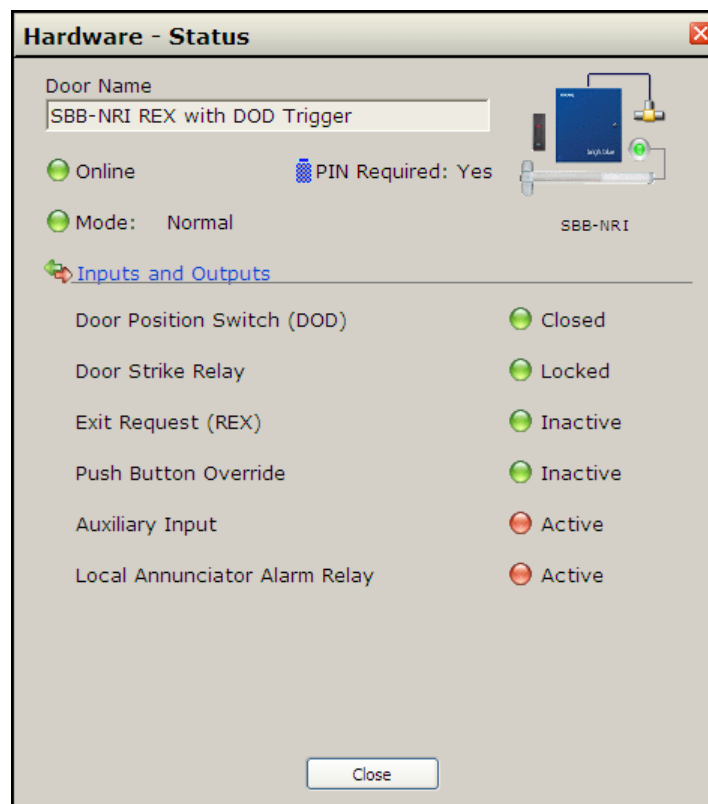 Hardware - Status
Door Name
SBB-NRI REX with DOD Trigger
Online
PIN Required: Yes
bright blue
Mode: Normal
SBB-NRI
Inputs and Outputs
Door Position Switch (DOD) Closed
Door Strike Relay Locked
Exit Request (REX) Inactive
Push Button Override Inactive
Auxiliary Input Active
Local Annunciator Alarm Relay Active
Close